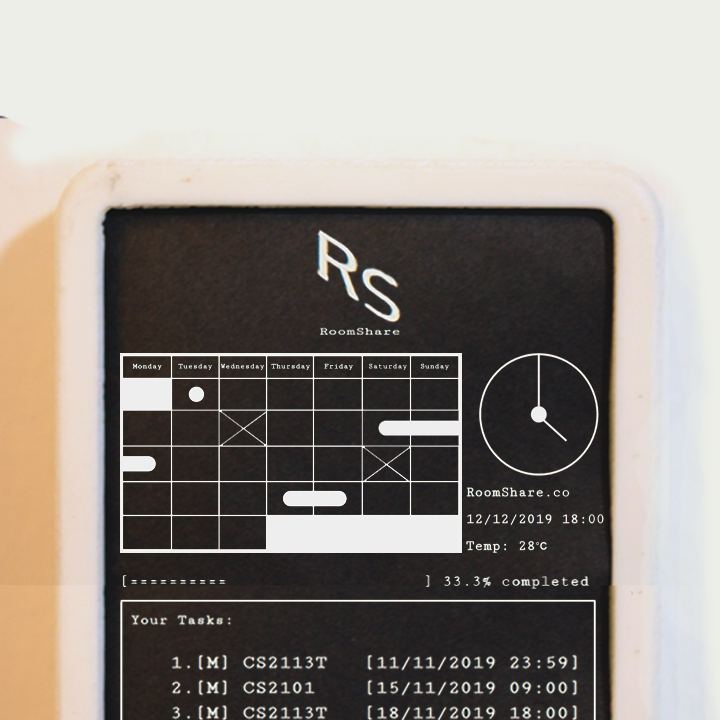 RS
RoomShare
Monday Tuesday Wednesday Thursday Friday Saturday Sunday
RoomShare.co
12/12/2019 18:00
Temp: 28°C
[========== ] 33.3% completed
Your Tasks:
1.[M] CS2113T [11/11/2019 23:59]
2.[M] CS2101 [15/11/2019 09:00]
3.[M] CS2113T [18/11/2019 18:00]